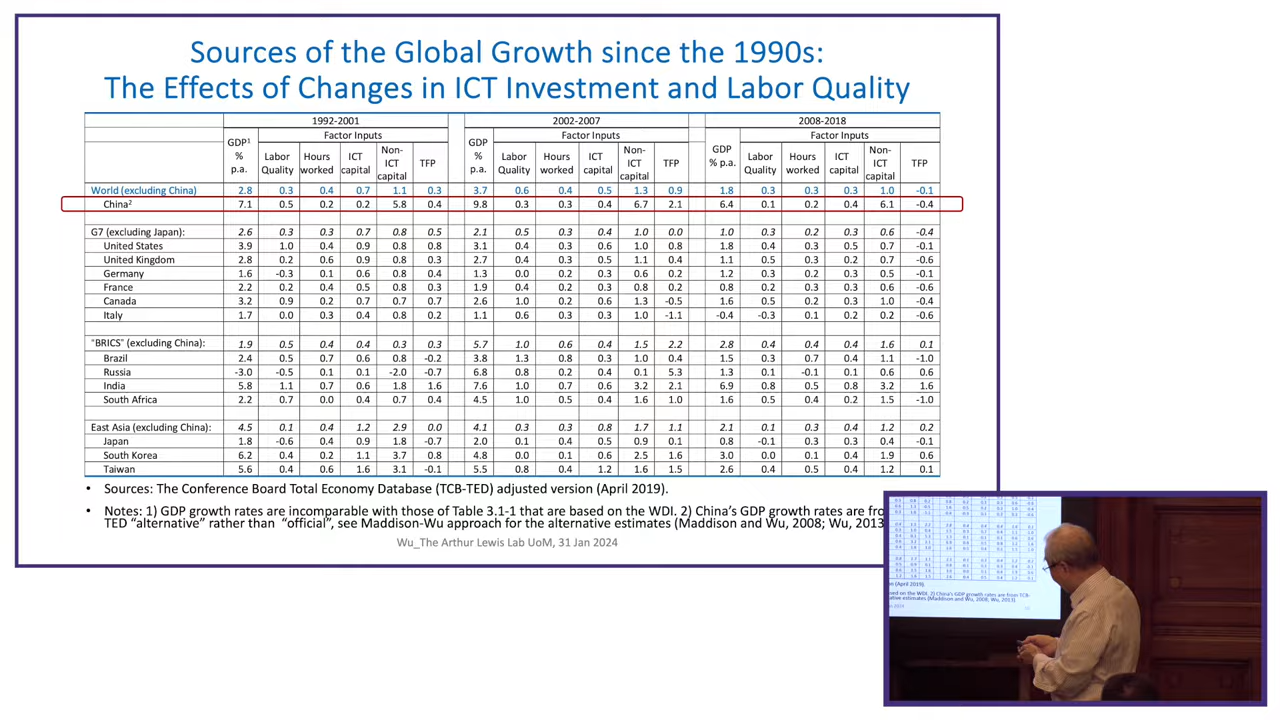 Sources of the Global Growth since the 1990s:
The Effects of Changes in ICT Investment and Labor Quality
1992-2001 2002-2007 2008-2018
GDP¹ % p.a. Factor Inputs GDP % p.a. Factor Inputs GDP % p.a. Factor Inputs
Labor Quality Hours worked ICT capital Non-ICT capital TFP Labor Quality Hours worked ICT capital Non-ICT capital TFP Labor Quality Hours worked ICT capital Non-ICT capital TFP
World (excluding China) 2.8 0.3 0.4 0.7 1.1 0.3 3.7 0.6 0.4 0.5 1.3 0.9 1.8 0.3 0.3 0.3 1.0 -0.1
China² 7.1 0.5 0.2 0.2 5.8 0.4 9.8 0.3 0.3 0.4 6.7 2.1 6.4 0.1 0.2 0.4 6.1 -0.4
G7 (excluding Japan): 2.6 0.3 0.3 0.7 0.8 0.5 2.1 0.5 0.3 0.4 1.0 0.0 1.0 0.3 0.2 0.3 0.6 -0.4
United States 3.9 1.0 0.4 0.9 0.8 0.8 3.1 0.4 0.3 0.6 1.0 0.8 1.8 0.4 0.3 0.5 0.7 -0.1
United Kingdom 2.8 0.2 0.6 0.9 0.8 0.3 2.7 0.4 0.3 0.5 1.1 0.4 1.1 0.5 0.3 0.2 0.7 -0.6
Germany 1.6 -0.3 0.1 0.6 0.8 0.4 1.3 0.0 0.2 0.3 0.6 0.2 1.2 0.3 0.2 0.3 0.5 -0.1
France 2.2 0.2 0.4 0.5 0.8 0.3 1.9 0.4 0.2 0.3 0.8 0.2 0.8 0.2 0.3 0.3 0.6 -0.6
Canada 3.2 0.9 0.2 0.7 0.7 0.7 2.6 1.0 0.2 0.6 1.3 -0.5 1.6 0.5 0.2 0.3 1.0 -0.4
Italy 1.7 0.0 0.3 0.4 0.8 0.2 1.1 0.6 0.3 0.3 1.0 -1.1 -0.4 -0.3 0.1 0.2 0.2 -0.6
"BRICS" (excluding China): 1.9 0.5 0.4 0.4 0.3 0.3 5.7 1.0 0.6 0.4 1.5 2.2 2.8 0.4 0.4 0.4 1.6 0.1
Brazil 2.4 0.5 0.7 0.6 0.8 -0.2 3.8 1.3 0.8 0.3 1.0 0.4 1.5 0.3 0.7 0.4 1.1 -1.0
Russia -3.0 -0.5 0.1 0.1 -2.0 -0.7 6.8 0.8 0.2 0.4 0.1 5.3 1.3 0.1 -0.1 0.1 0.6 0.6
India 5.8 1.1 0.7 0.6 1.8 1.6 7.6 1.0 0.7 0.6 3.2 2.1 6.9 0.8 0.5 0.8 3.2 1.6
South Africa 2.2 0.7 0.0 0.4 0.7 0.4 4.5 1.0 0.5 0.4 1.6 1.0 1.6 0.5 0.4 0.2 1.5 -1.0
East Asia (excluding China): 4.5 0.1 0.4 1.2 2.9 0.0 4.1 0.3 0.3 0.8 1.7 1.1 2.1 0.1 0.3 0.4 1.2 0.2
Japan 1.8 -0.6 0.4 0.9 1.8 -0.7 2.0 0.1 0.4 0.5 0.9 0.1 0.8 -0.1 0.3 0.3 0.4 -0.1
South Korea 6.2 0.4 0.2 1.1 3.7 0.8 4.8 0.0 0.1 0.6 2.5 1.6 3.0 0.0 0.1 0.4 1.9 0.6
Taiwan 5.6 0.4 0.6 1.6 3.1 -0.1 5.5 0.8 0.4 1.2 1.6 1.5 2.6 0.4 0.5 0.4 1.2 0.1
• Sources: The Conference Board Total Economy Database (TCB-TED) adjusted version (April 2019).
• Notes: 1) GDP growth rates are incomparable with those of Table 3.1-1 that are based on the WDI. 2) China's GDP growth rates are fro
TED "alternative" rather than "official", see Maddison-Wu approach for the alternative estimates (Maddison and Wu, 2008; Wu, 2013
Wu_The Arthur Lewis Lab UoM, 31 Jan 2024